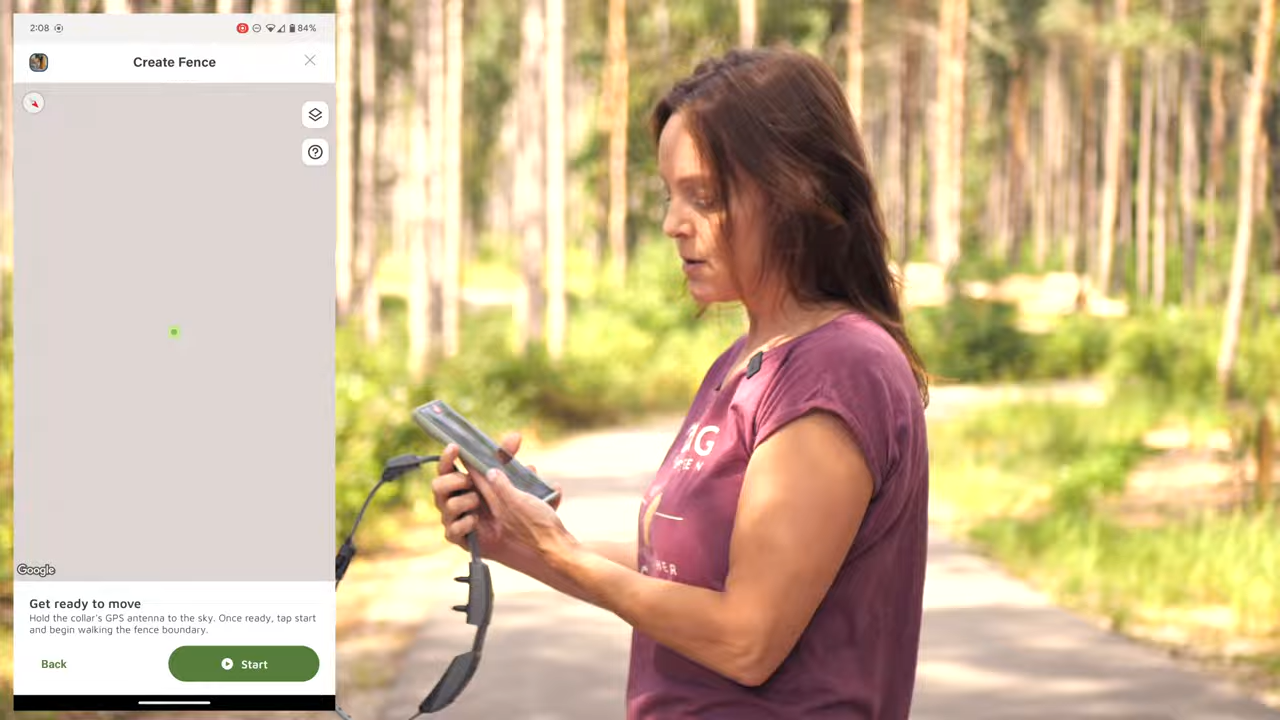 2:08
84%
Create Fence
Google
Get ready to move
Hold the collar's GPS antenna to the sky. Once ready, tap start
and begin walking the fence boundary.
Back
Start
HER